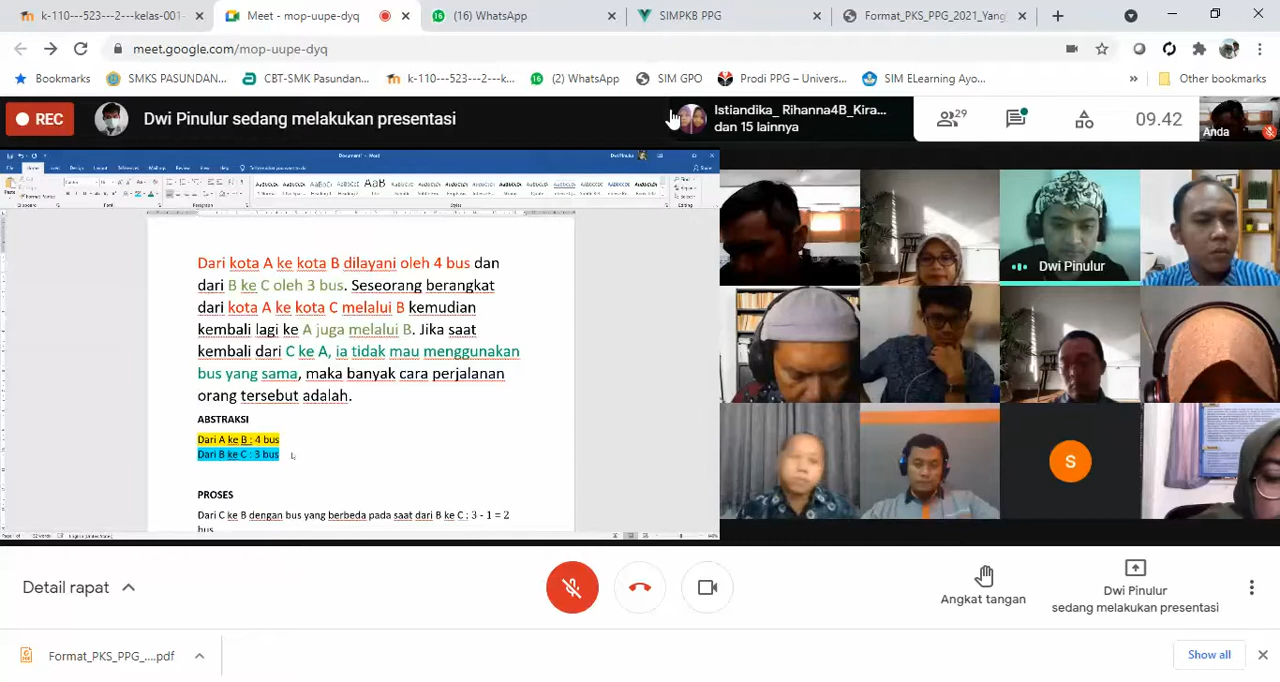 k-110---523---2---kelas-001-
Meet - mop-uupe-dyq
(16) WhatsApp
SIMPKB PPG
Format_PKS_PPG_2021_Yang
meet.google.com/mop-uupe-dyq
Bookmarks
SMKS PASUNDAN...
CBT-SMK Pasundan...
k-110---523---2---k...
(2) WhatsApp
SIM GPO
Prodi PPG – Univers...
SIM ELearning Ayo...
Other bookmarks
REC
Dwi Pinulur sedang melakukan presentasi
Istiandika_ Rihanna4B_Kira...
dan 15 lainnya
29
09.42
Anda
Dari kota A ke kota B dilayani oleh 4 bus dan
dari B ke C oleh 3 bus. Seseorang berangkat
dari kota A ke kota C melalui B kemudian
kembali lagi ke A juga melalui B. Jika saat
kembali dari C ke A, ia tidak mau menggunakan
bus yang sama, maka banyak cara perjalanan
orang tersebut adalah.
ABSTRAKSI
Dari A ke B : 4 bus
Dari B ke C : 3 bus
PROSES
Dari C ke B dengan bus yang berbeda pada saat dari B ke C : 3 - 1 = 2
bus
Dwi Pinulur
S
Detail rapat
Angkat tangan
Dwi Pinulur
sedang melakukan presentasi
Format_PKS_PPG_....pdf
Show all